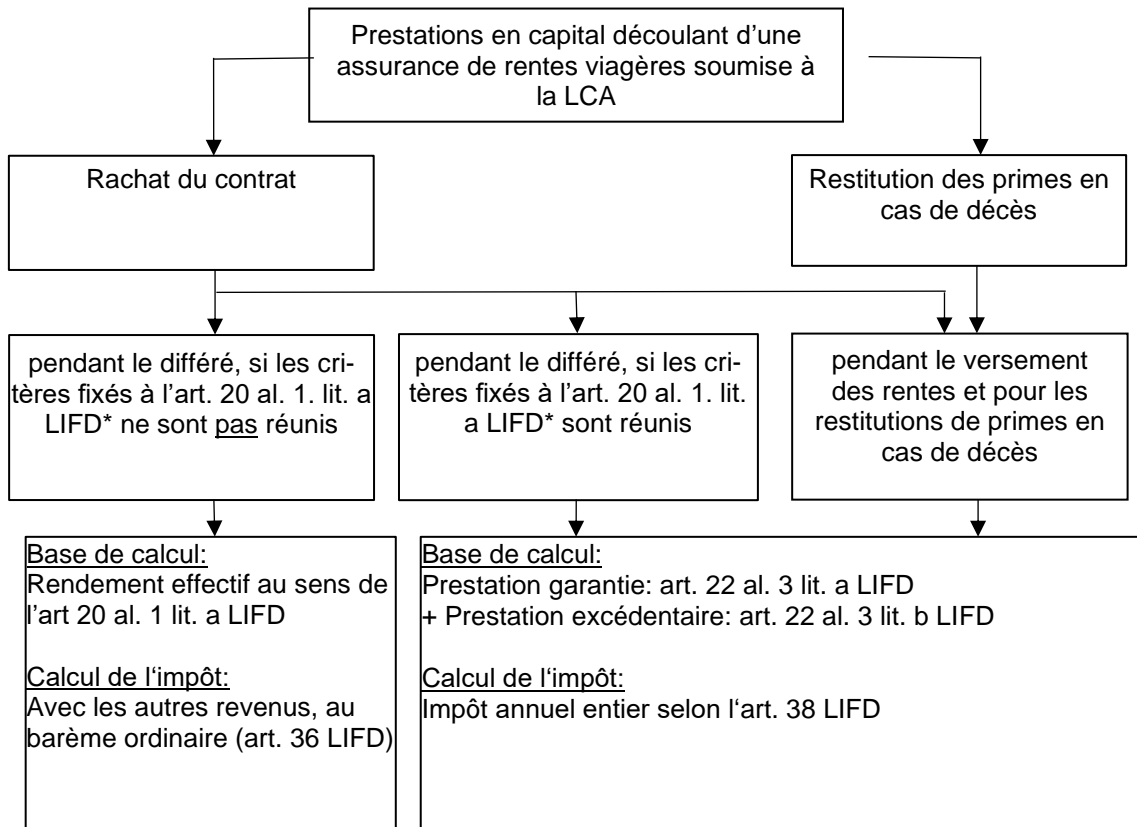 Prestations en capital découlant d’une
assurance de rentes viagères soumise à
la LCA
Rachat du contrat
Restitution des primes en
cas de décès
pendant le différé, si les cri-
tères fixés à l’art. 20 al. 1. lit. a
LIFD* ne sont pas réunis
pendant le différé, si les
critères fixés à l’art. 20 al. 1. lit.
a LIFD* sont réunis
pendant le versement
des rentes et pour les
restitutions de primes en
cas de décès
Base de calcul:
Rendement effectif au sens de
l’art 20 al. 1 lit. a LIFD
Calcul de l‘impôt:
Avec les autres revenus, au
barème ordinaire (art. 36 LIFD)
Base de calcul:
Prestation garantie: art. 22 al. 3 lit. a LIFD
+ Prestation excédentaire: art. 22 al. 3 lit. b LIFD
Calcul de l‘impôt:
Impôt annuel entier selon l’art. 38 LIFD